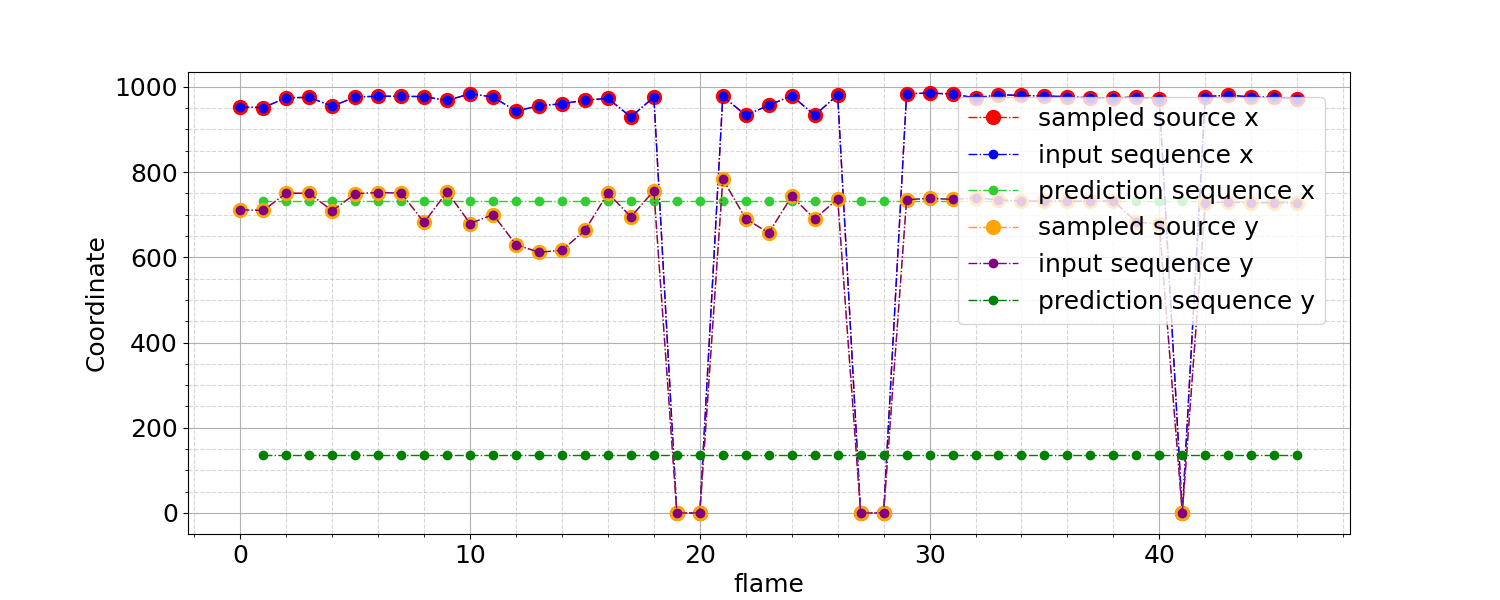 1000
800
600
400
200
0
Coordinate
sampled source x
input sequence x
prediction sequence x
sampled source y
input sequence y
prediction sequence y
0 10 20 30 40
flame